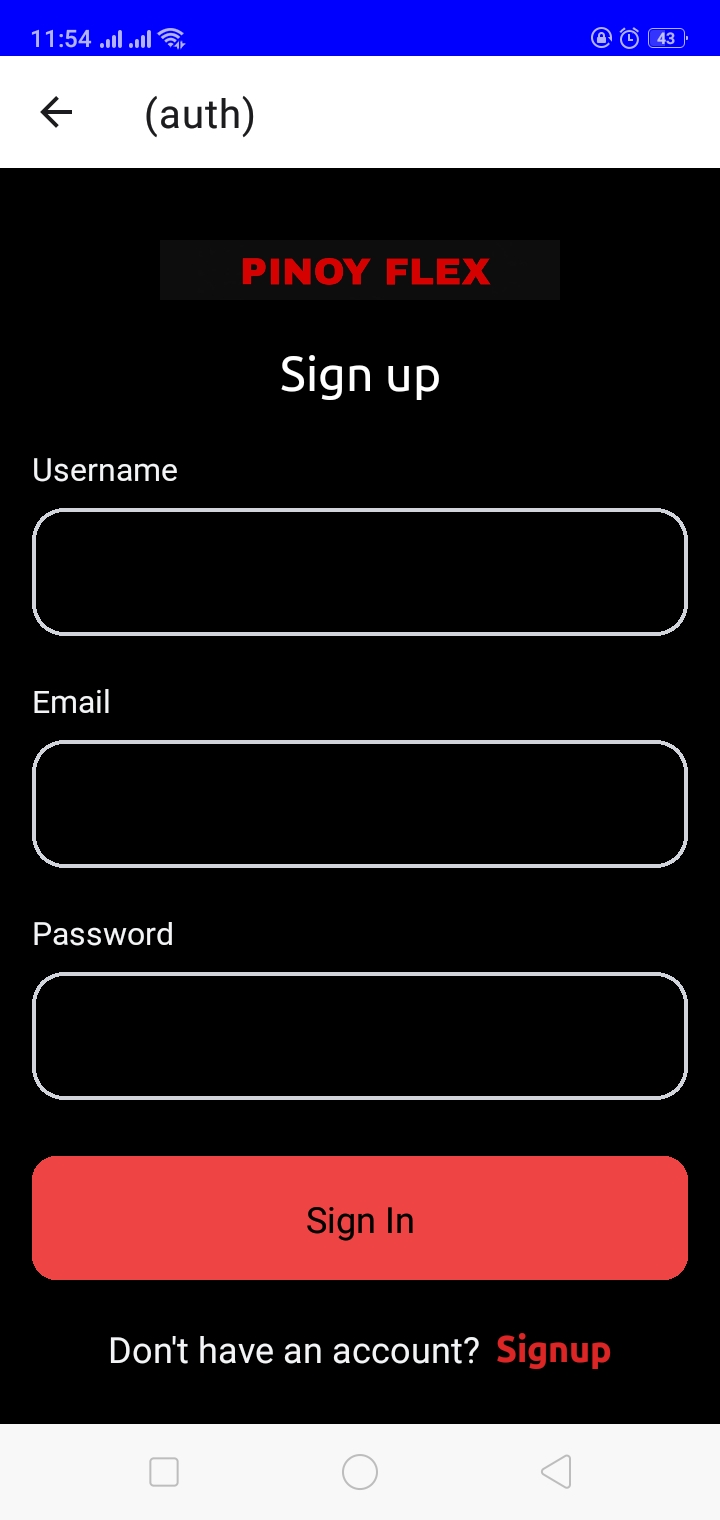 11:54
43
(auth)
PINOY FLEX
Sign up
Username
Email
Password
Sign In
Don't have an account? Signup